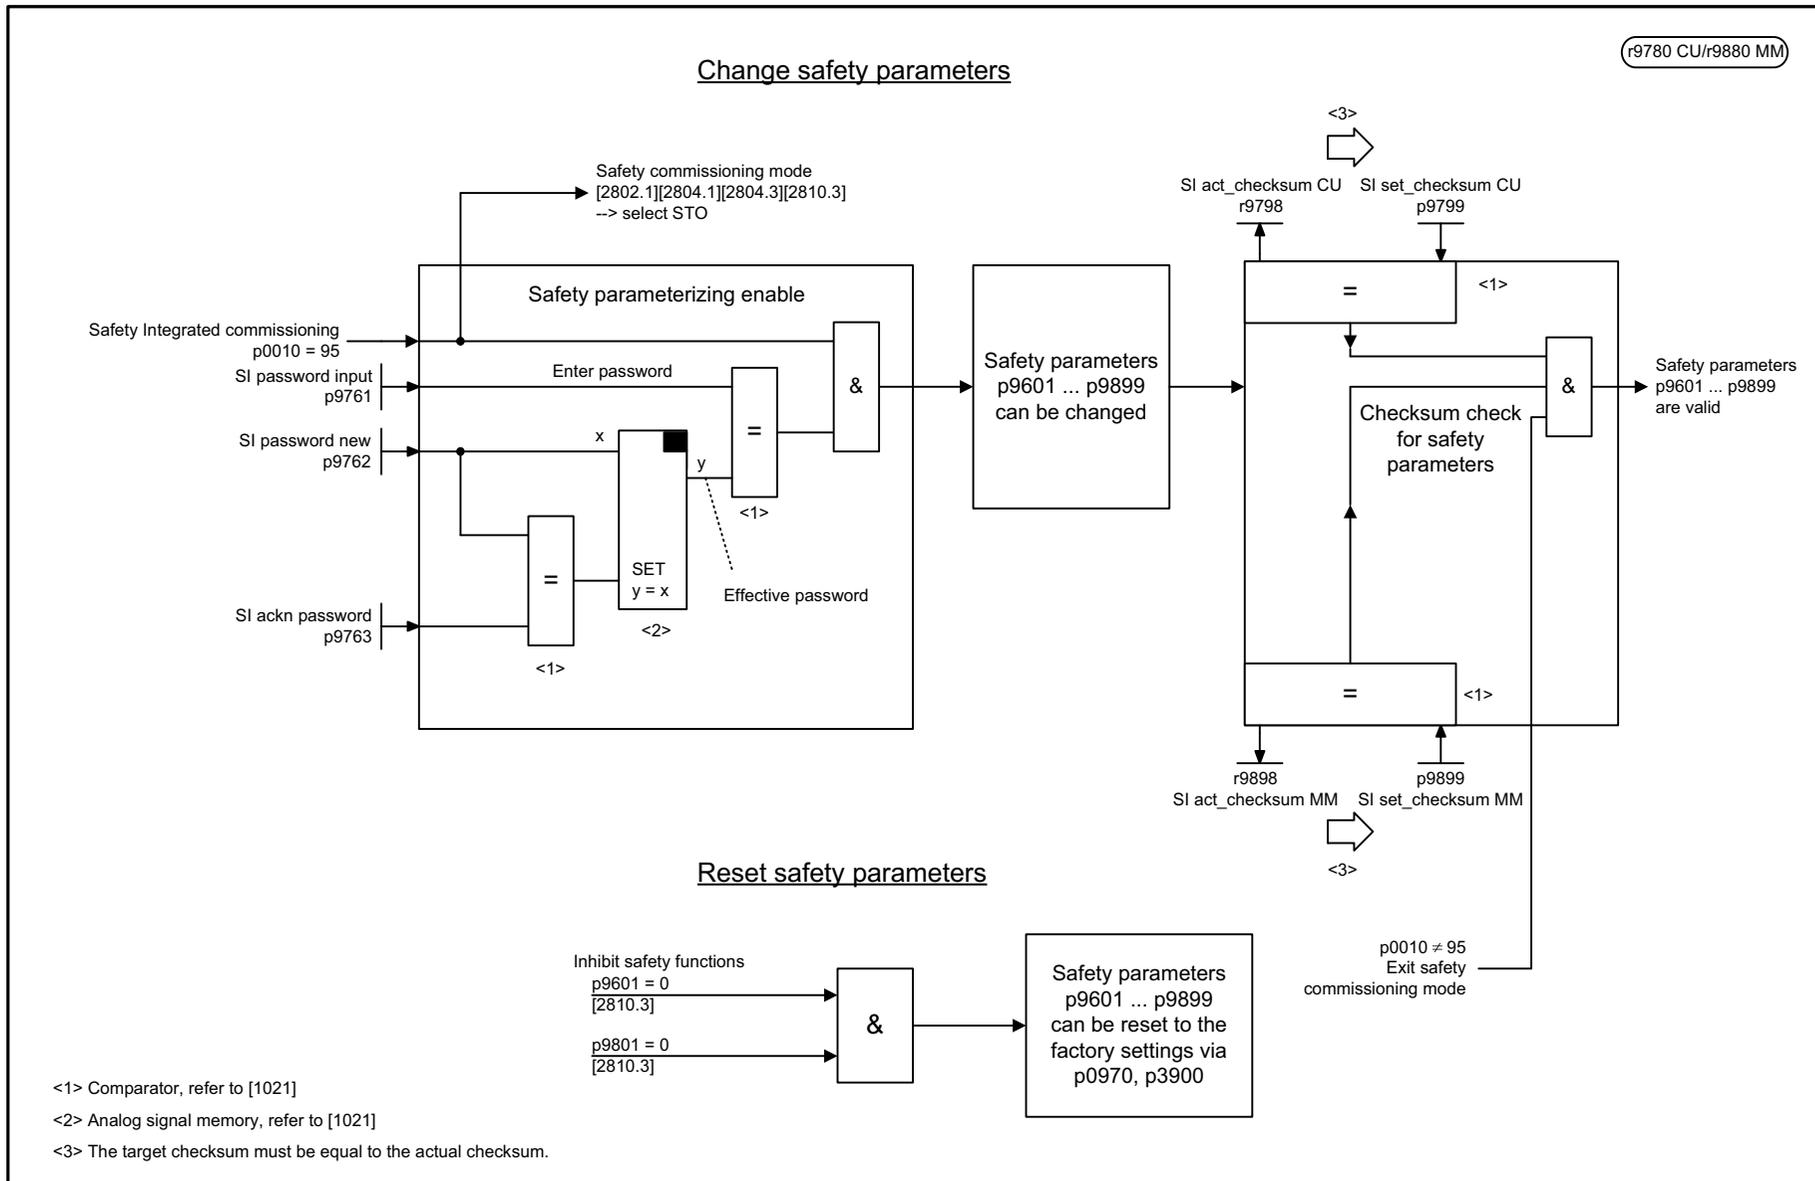 r9780 CU/r9880 MM
Change safety parameters
<3>
Safety commissioning mode
[2802.1][2804.1][2804.3][2810.3]
--> select STO
SI act_checksum CU
r9798
SI set_checksum CU
p9799
Safety parameterizing enable
Safety Integrated commissioning
p0010 = 95
SI password input
p9761
SI password new
p9762
SI ackn password
p9763
Enter password
x
y
=
<1>
&
SET
y = x
<2>
=
<1>
Effective password
Safety parameters
p9601 ... p9899
can be changed
=
<1>
&
Checksum check
for safety
parameters
Safety parameters
p9601 ... p9899
are valid
=
<1>
r9898
SI act_checksum MM
p9899
SI set_checksum MM
<3>
p0010 ≠ 95
Exit safety
commissioning mode
Reset safety parameters
Inhibit safety functions
p9601 = 0
[2810.3]
p9801 = 0
[2810.3]
&
Safety parameters
p9601 ... p9899
can be reset to the
factory settings via
p0970, p3900
<1> Comparator, refer to [1021]
<2> Analog signal memory, refer to [1021]
<3> The target checksum must be equal to the actual checksum.